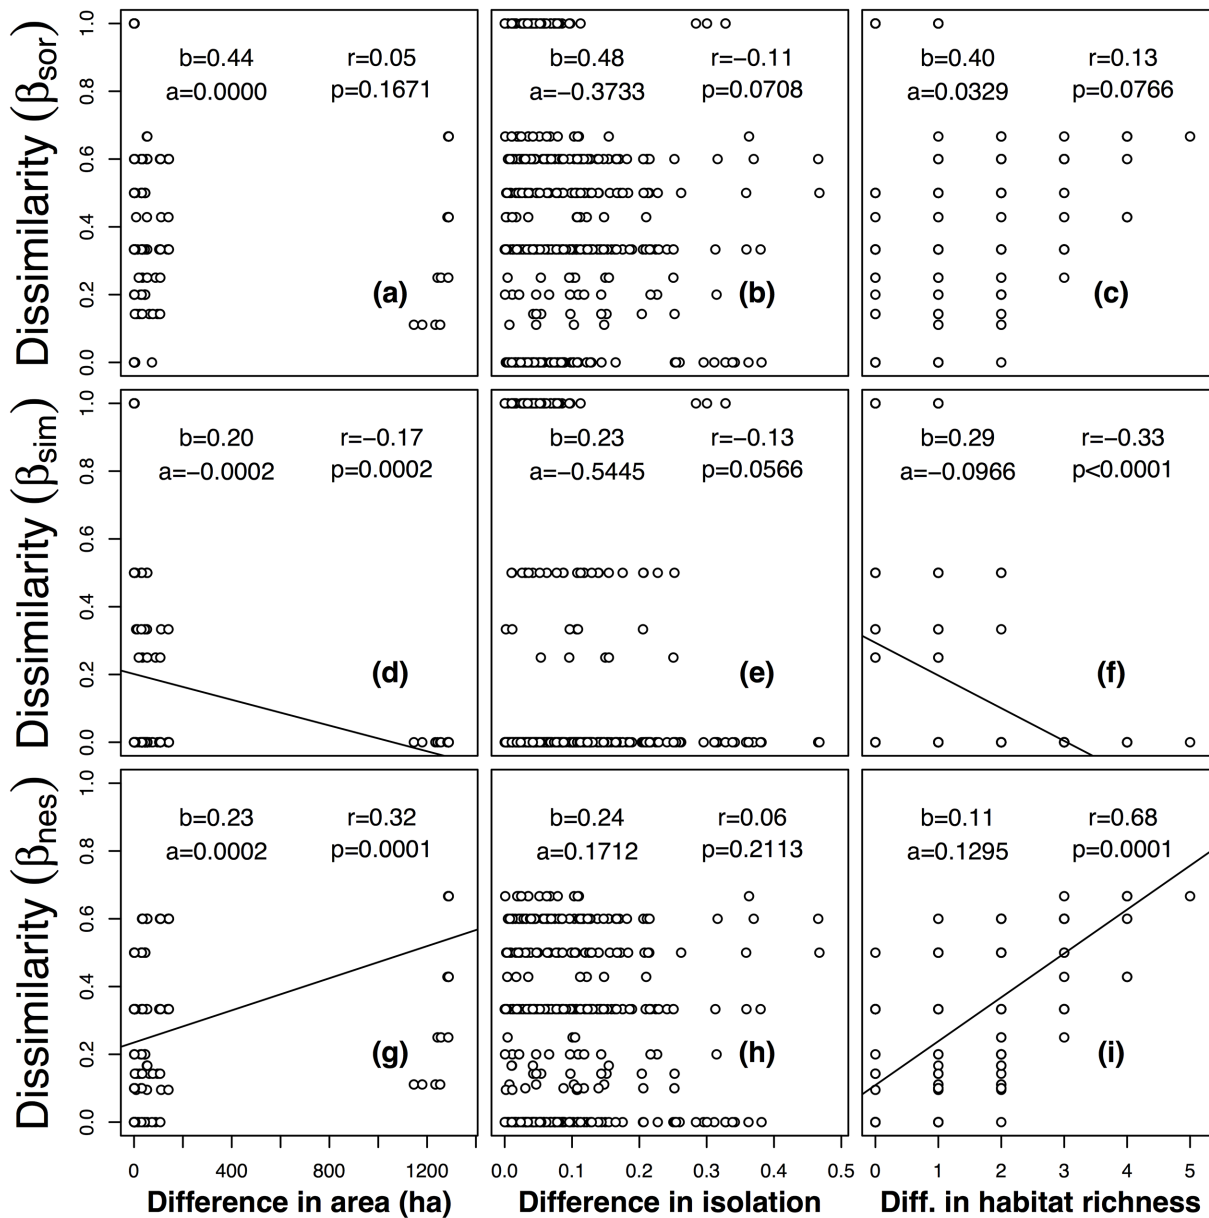 Dissimilarity (βsor)
1.0
0.8
0.6
0.4
0.2
0.0
b=0.44 r=0.05
a=0.0000 p=0.1671
(a)
b=0.48 r=−0.11
a=−0.3733 p=0.0708
(b)
b=0.40 r=0.13
a=0.0329 p=0.0766
(c)
Dissimilarity (βsim)
1.0
0.8
0.6
0.4
0.2
0.0
b=0.20 r=−0.17
a=−0.0002 p=0.0002
(d)
b=0.23 r=−0.13
a=−0.5445 p=0.0566
(e)
b=0.29 r=−0.33
a=−0.0966 p<0.0001
(f)
Dissimilarity (βnes)
1.0
0.8
0.6
0.4
0.2
0.0
b=0.23 r=0.32
a=0.0002 p=0.0001
(g)
b=0.24 r=0.06
a=0.1712 p=0.2113
(h)
b=0.11 r=0.68
a=0.1295 p=0.0001
(i)
0 400 800 1200
Difference in area (ha)
0.0 0.1 0.2 0.3 0.4 0.5
Difference in isolation
0 1 2 3 4 5
Diff. in habitat richness